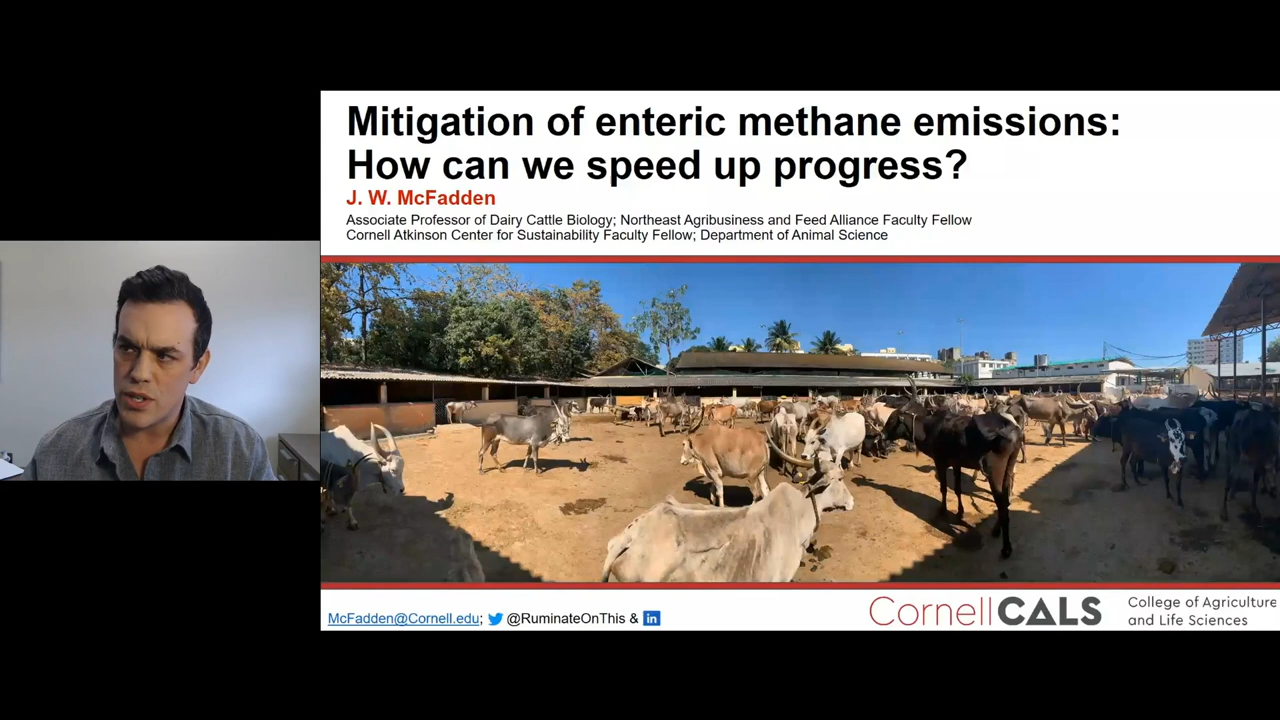 Mitigation of enteric methane emissions:
How can we speed up progress?
J. W. McFadden
Associate Professor of Dairy Cattle Biology; Northeast Agribusiness and Feed Alliance Faculty Fellow
Cornell Atkinson Center for Sustainability Faculty Fellow; Department of Animal Science
McFadden@Cornell.edu; @RuminateOnThis & in
CornellCALS
College of Agriculture
and Life Sciences